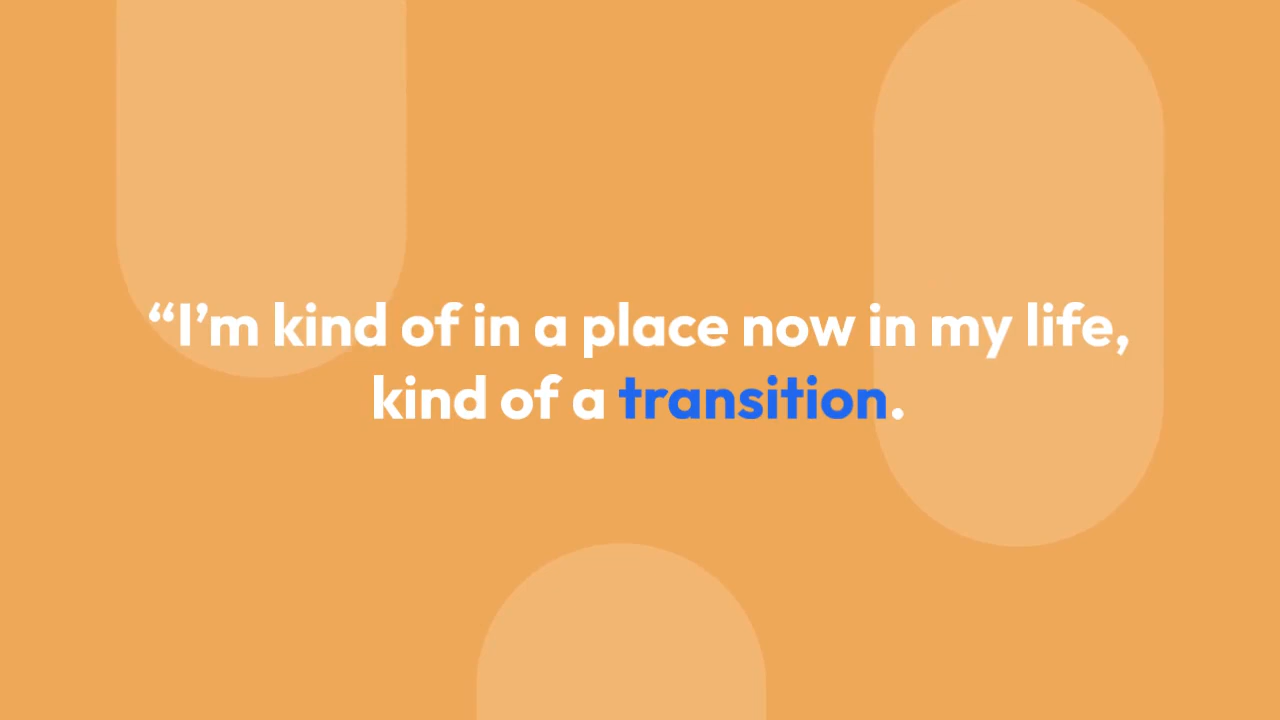 “I’m kind of in a place now in my life,
kind of a transition.